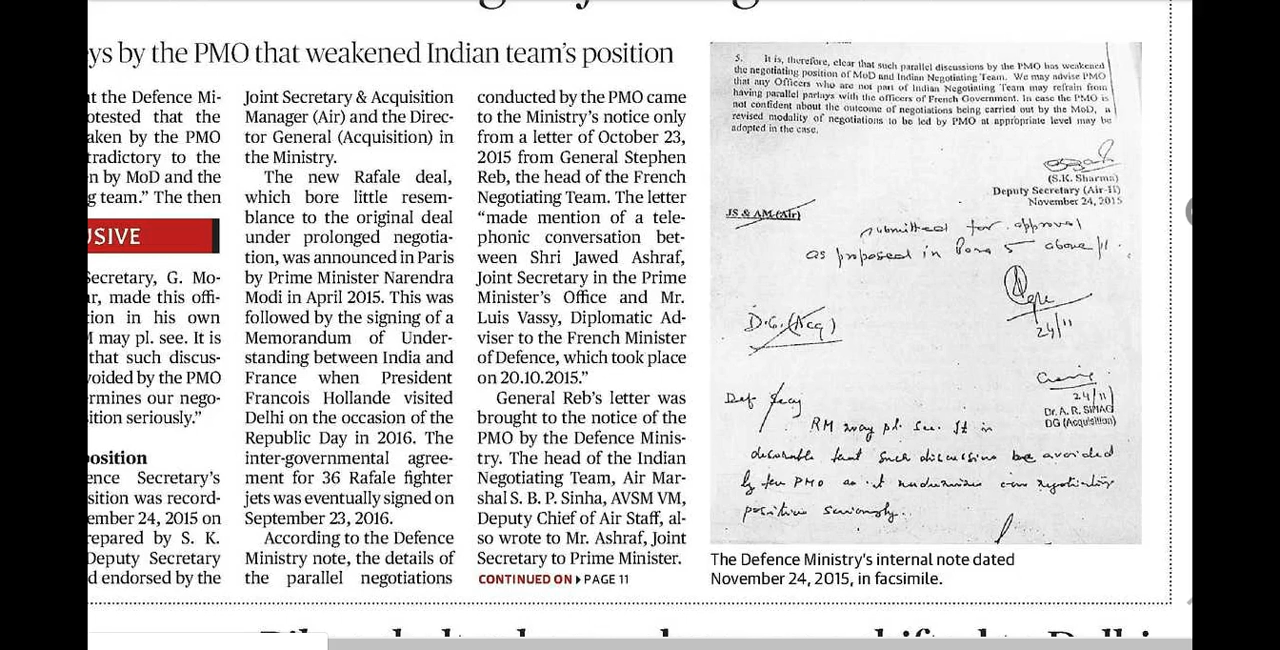 ys by the PMO that weakened Indian team's position
t the Defence Mi-
otested that the
aken by the PMO
tradictory to the
n by MoD and the
g team.” The then
USIVE
Secretary, G. Mo-
r, made this offi-
ion in his own
M may pl. see. It is
that such discus-
voided by the PMO
ermines our nego-
ition seriously.”
osition
ence Secretary's
sition was record-
ember 24, 2015 on
repared by S. K.
Deputy Secretary
d endorsed by the
Joint Secretary & Acquisition
Manager (Air) and the Direc-
tor General (Acquisition) in
the Ministry.
The new Rafale deal,
which bore little resem-
blance to the original deal
under prolonged negotia-
tion, was announced in Paris
by Prime Minister Narendra
Modi in April 2015. This was
followed by the signing of a
Memorandum of Under-
standing between India and
France when President
Francois Hollande visited
Delhi on the occasion of the
Republic Day in 2016. The
inter-governmental agree-
ment for 36 Rafale fighter
jets was eventually signed on
September 23, 2016.
According to the Defence
Ministry note, the details of
the parallel negotiations
conducted by the PMO came
to the Ministry's notice only
from a letter of October 23,
2015 from General Stephen
Reb, the head of the French
Negotiating Team. The letter
“made mention of a tele-
phonic conversation bet-
ween Shri Jawed Ashraf,
Joint Secretary in the Prime
Minister's Office and Mr.
Luis Vassy, Diplomatic Ad-
viser to the French Minister
of Defence, which took place
on 20.10.2015.”
General Reb's letter was
brought to the notice of the
PMO by the Defence Minis-
try. The head of the Indian
Negotiating Team, Air Mar-
shal S. B. P. Sinha, AVSM VM,
Deputy Chief of Air Staff, al-
so wrote to Mr. Ashraf, Joint
Secretary to Prime Minister.
CONTINUED ON ▸ PAGE 11
5. It is, therefore, clear that such parallel discussions by the PMO has weakened
the negotiating position of MoD and Indian Negotiating Team. We may advise PMO
that any Officers who are not part of Indian Negotiating Team may refrain from
having parallel parlays with the officers of French Government. In case the PMO is
not confident about the outcome of negotiations being carried out by the MoD, a
revised modality of negotiations to be led by PMO at appropriate level may be
adopted in the case.
(S.K. Sharma)
Deputy Secretary (Air-II)
November 24, 2015
JS & AM (Air)
submitted for approval
as proposed in Para 5 above
24/11
D.G. (Acq)
24/11
Dr. A. R. SIHAG
DG (Acquisition)
Def Secy
RM may pl. see. It is
desirable that such discussions be avoided
by the PMO as it undermines our negotiating
position seriously.
The Defence Ministry's internal note dated
November 24, 2015, in facsimile.